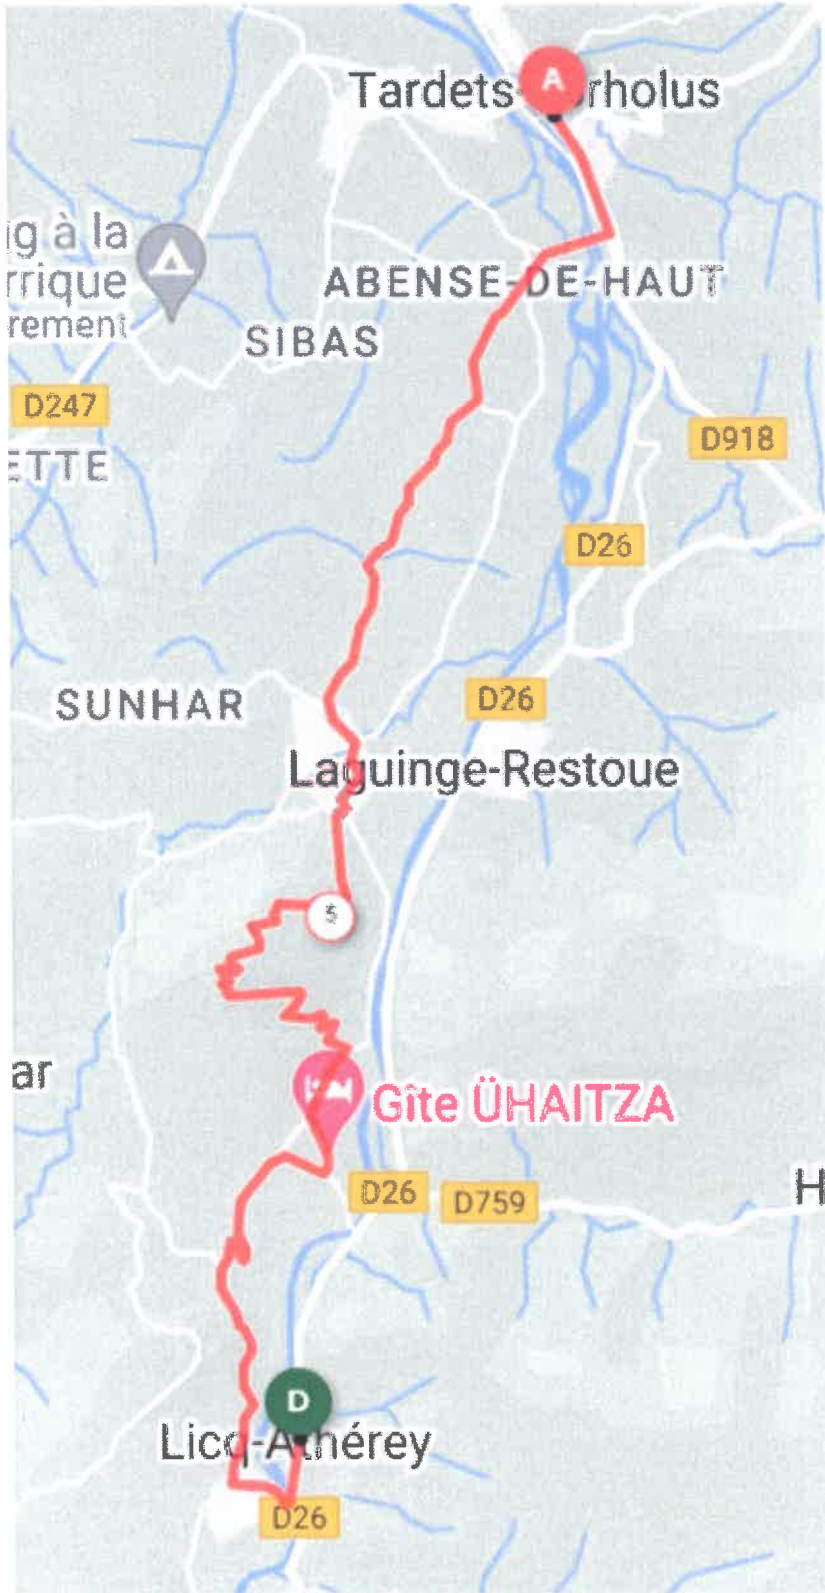 A
Tardets- rholus
ig à la
rrique
rement
ABENSE-DE-HAUT
SIBAS
D247
D918
ETTE
D26
SUNHAR
D26
Laguinge-Restoue
5
ar
Gîte ÜHAITZA
D26
D759
H
D
Licq-Athérey
D26